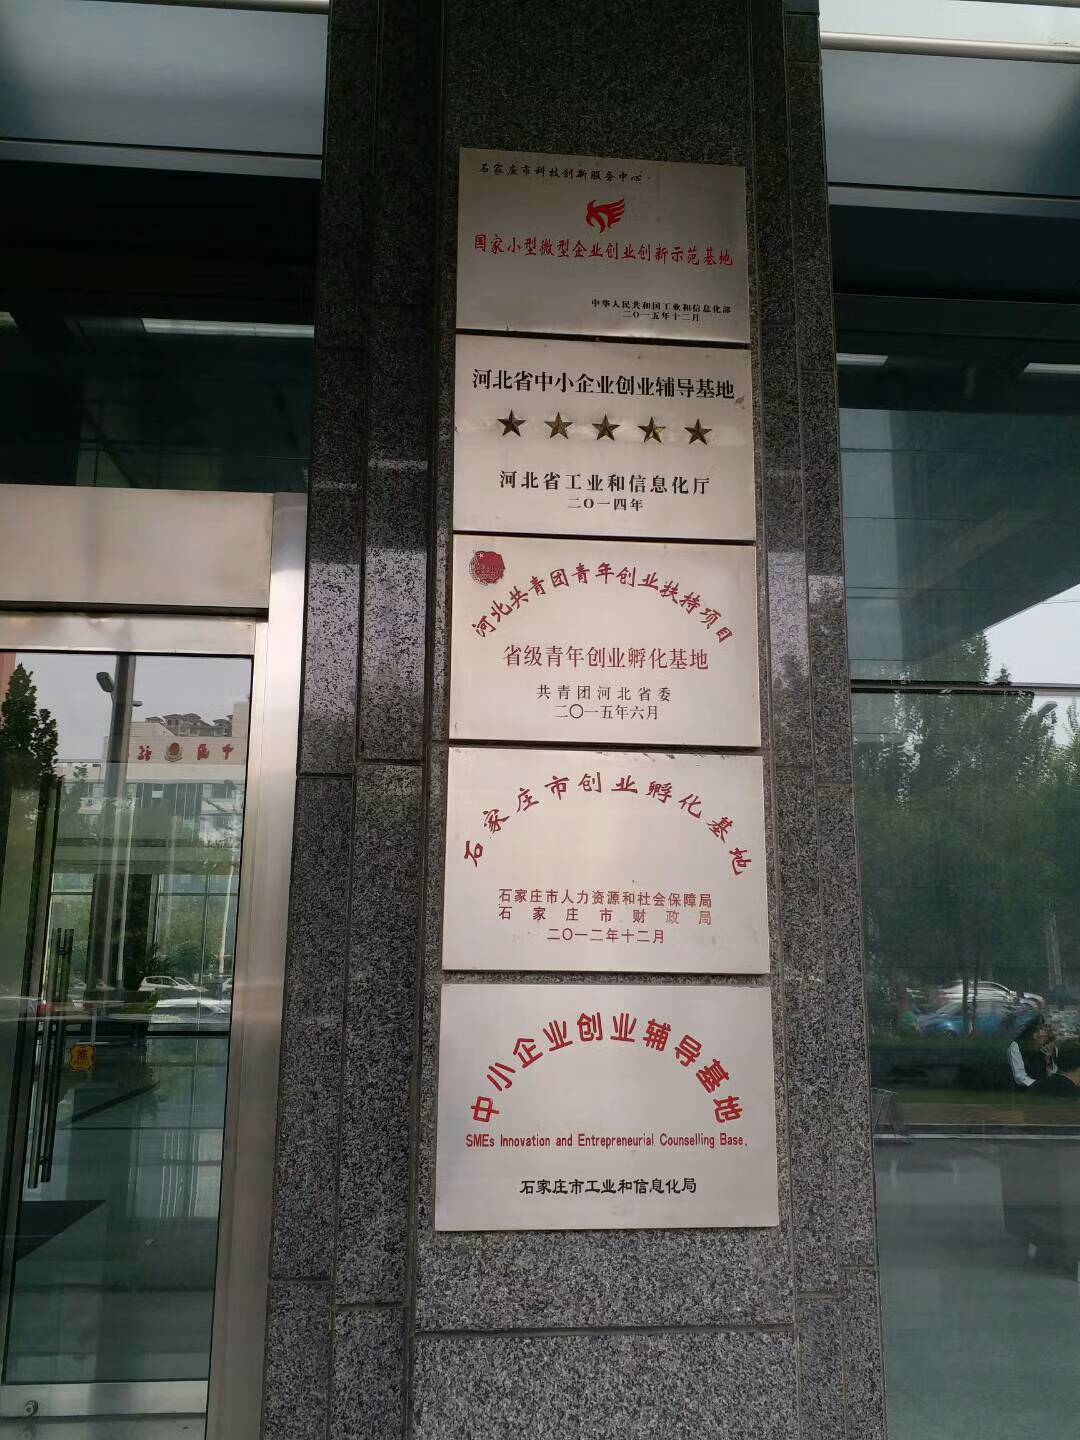 石家庄市科技创新服务中心
国家小型微型企业创业创新示范基地
中华人民共和国工业和信息化部
二〇一五年十二月
河北省中小企业创业辅导基地
河北省工业和信息化厅
二〇一四年
河北共青团青年创业扶持项目
省级青年创业孵化基地
共青团河北省委
二〇一五年六月
石家庄市创业孵化基地
石家庄市人力资源和社会保障局
石家庄市财政局
二〇一二年十二月
中小企业创业辅导基地
SMEs Innovation and Entrepreneurial Counselling Base.
石家庄市工业和信息化局
推